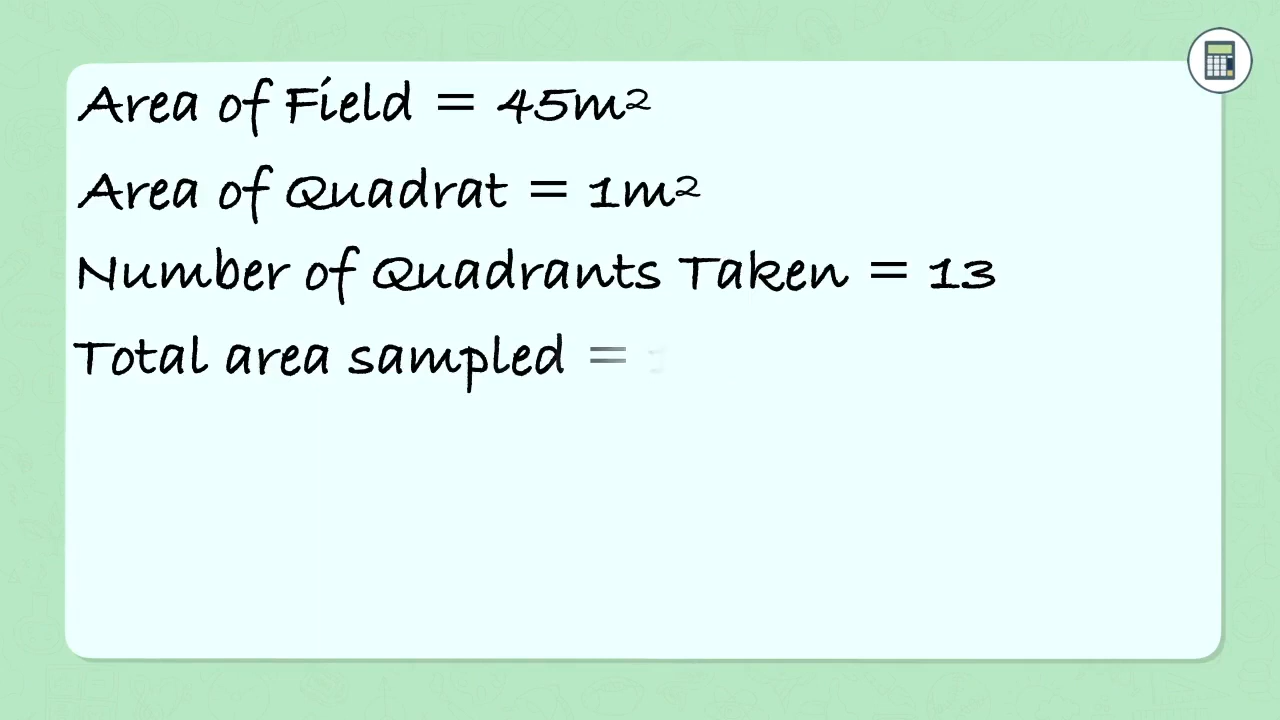 Area of Field = 45m²
Area of Quadrat = 1m²
Number of Quadrants Taken = 13
Total area sampled =